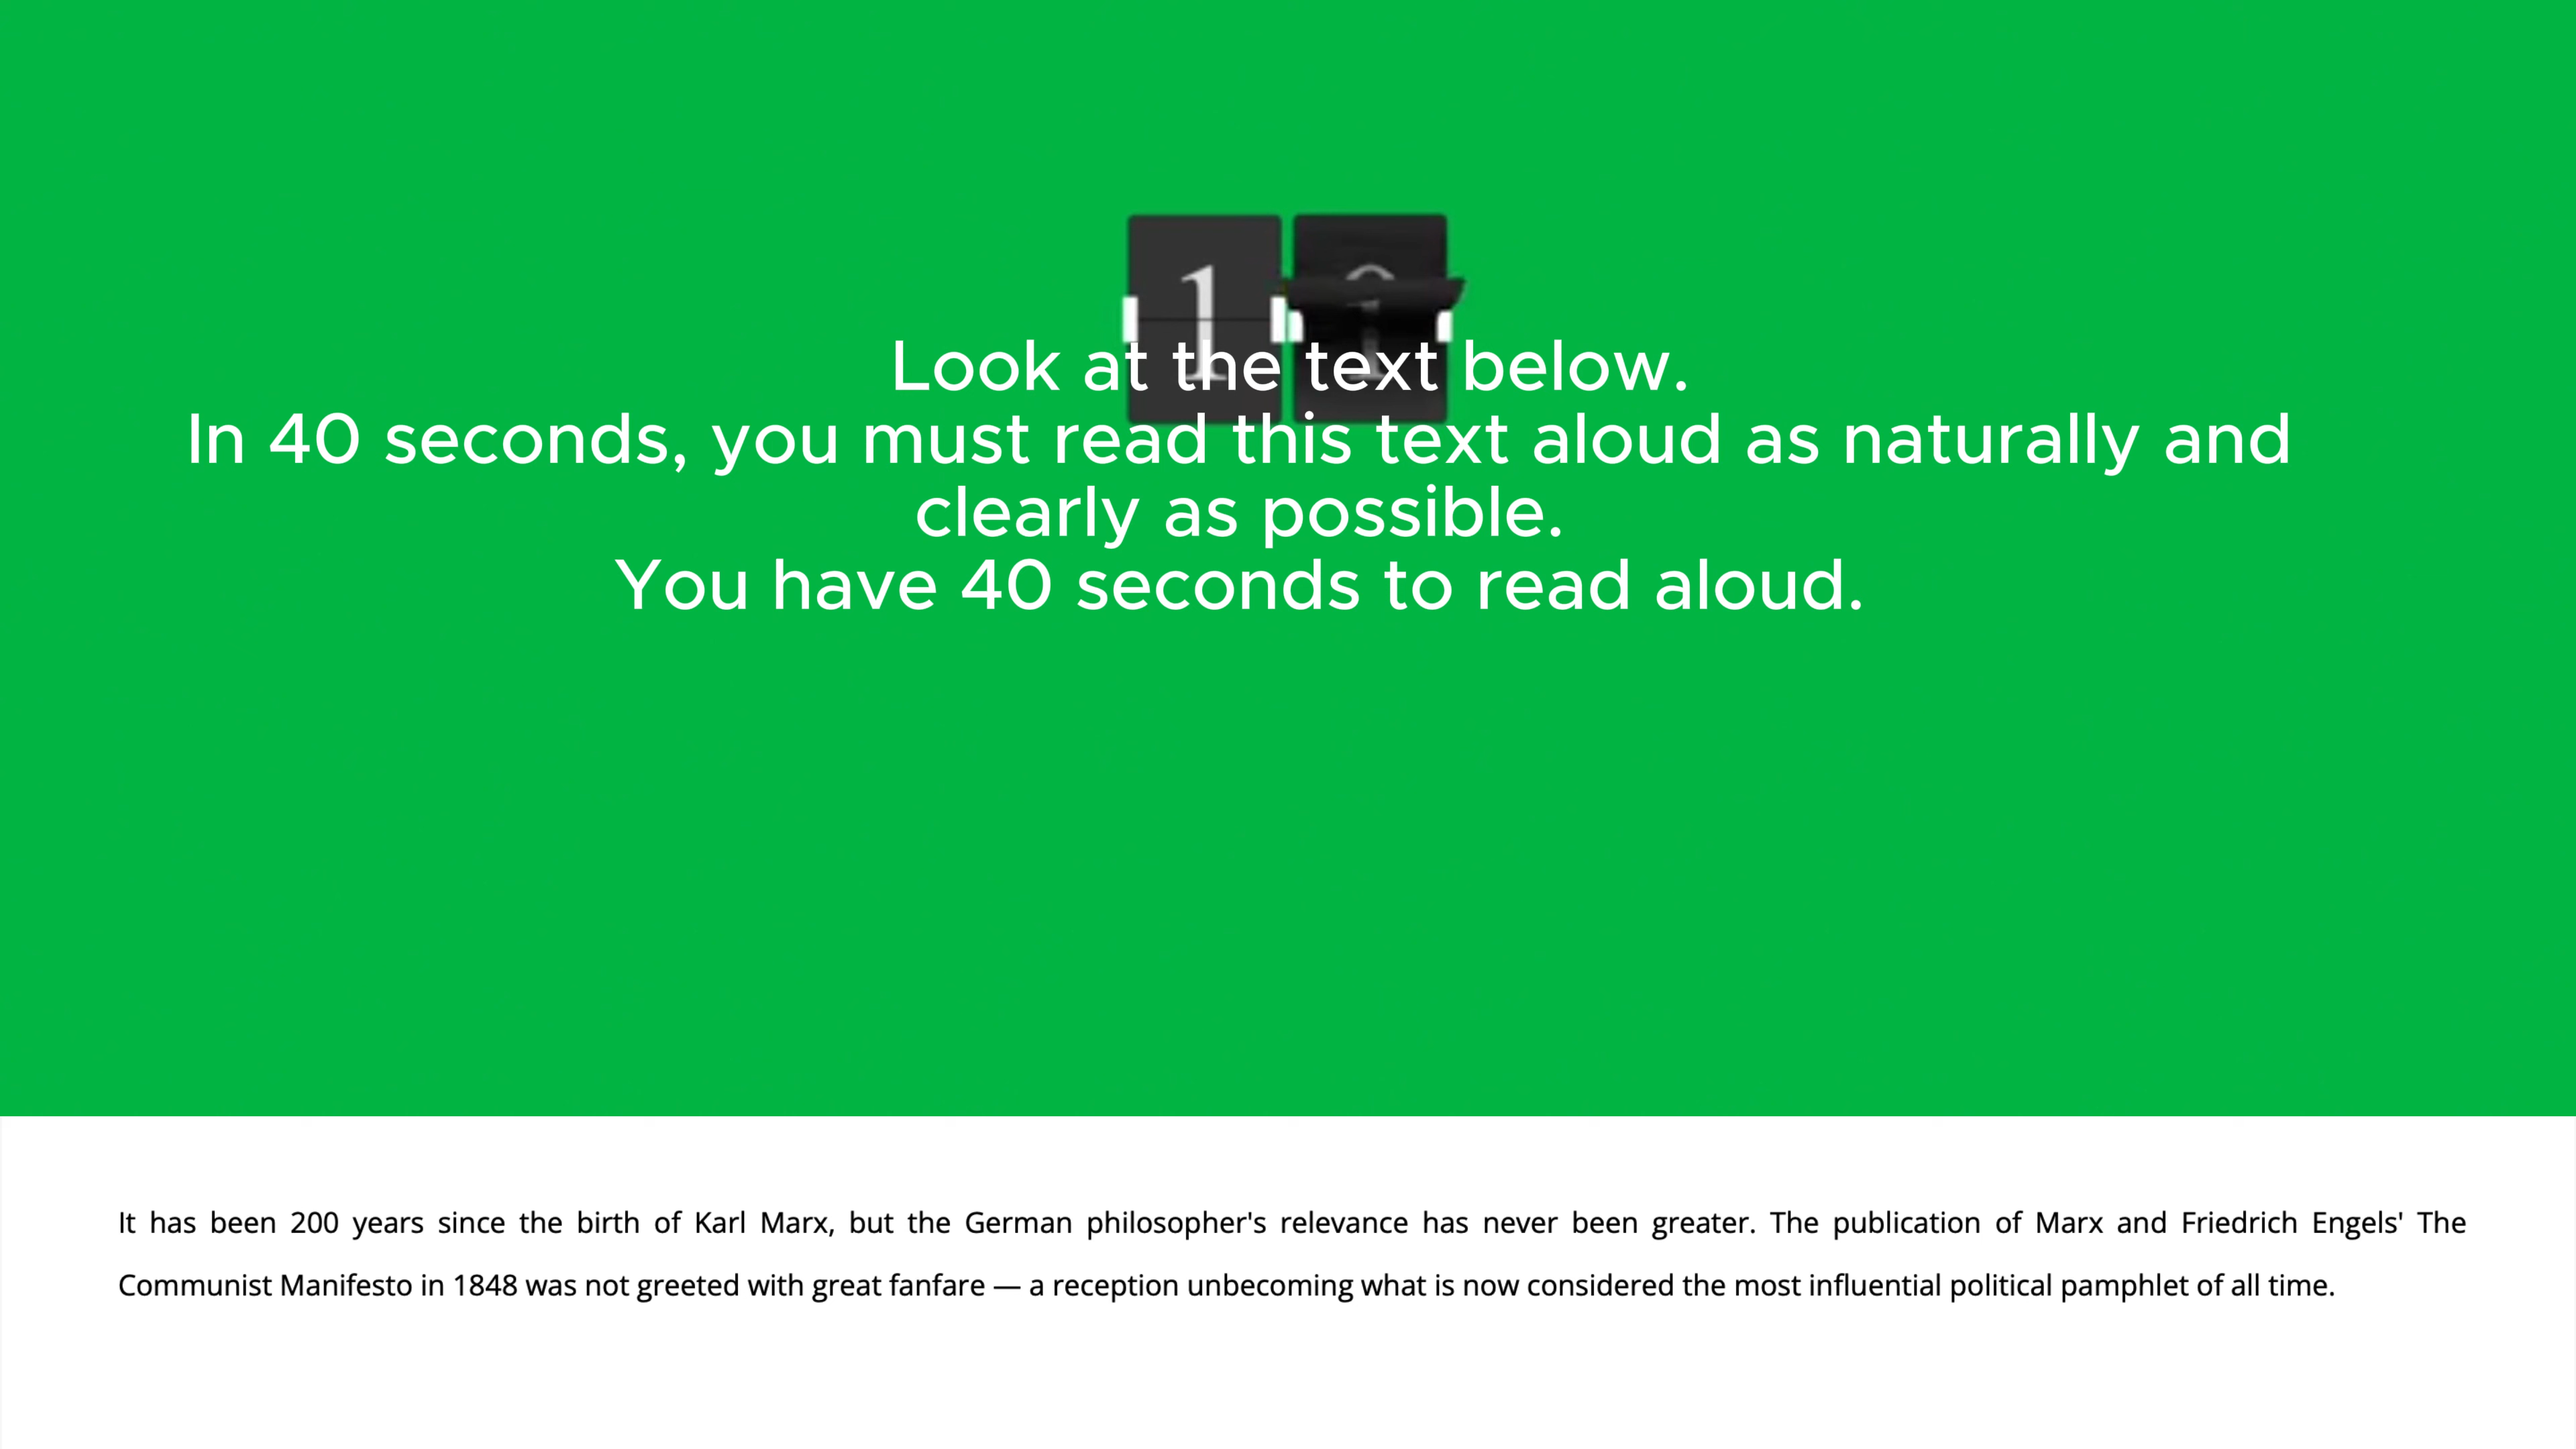 1
Look at the text below.
In 40 seconds, you must read this text aloud as naturally and
clearly as possible.
You have 40 seconds to read aloud.
It has been 200 years since the birth of Karl Marx, but the German philosopher's relevance has never been greater. The publication of Marx and Friedrich Engels' The
Communist Manifesto in 1848 was not greeted with great fanfare — a reception unbecoming what is now considered the most influential political pamphlet of all time.